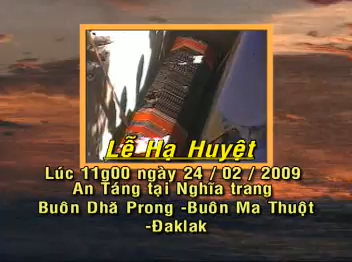 Lễ Hạ Huyệt
Lúc 11g00 ngày 24 / 02 / 2009
An Táng tại Nghĩa trang
Buôn Dhă Prong -Buôn Ma Thuột
-Đaklak